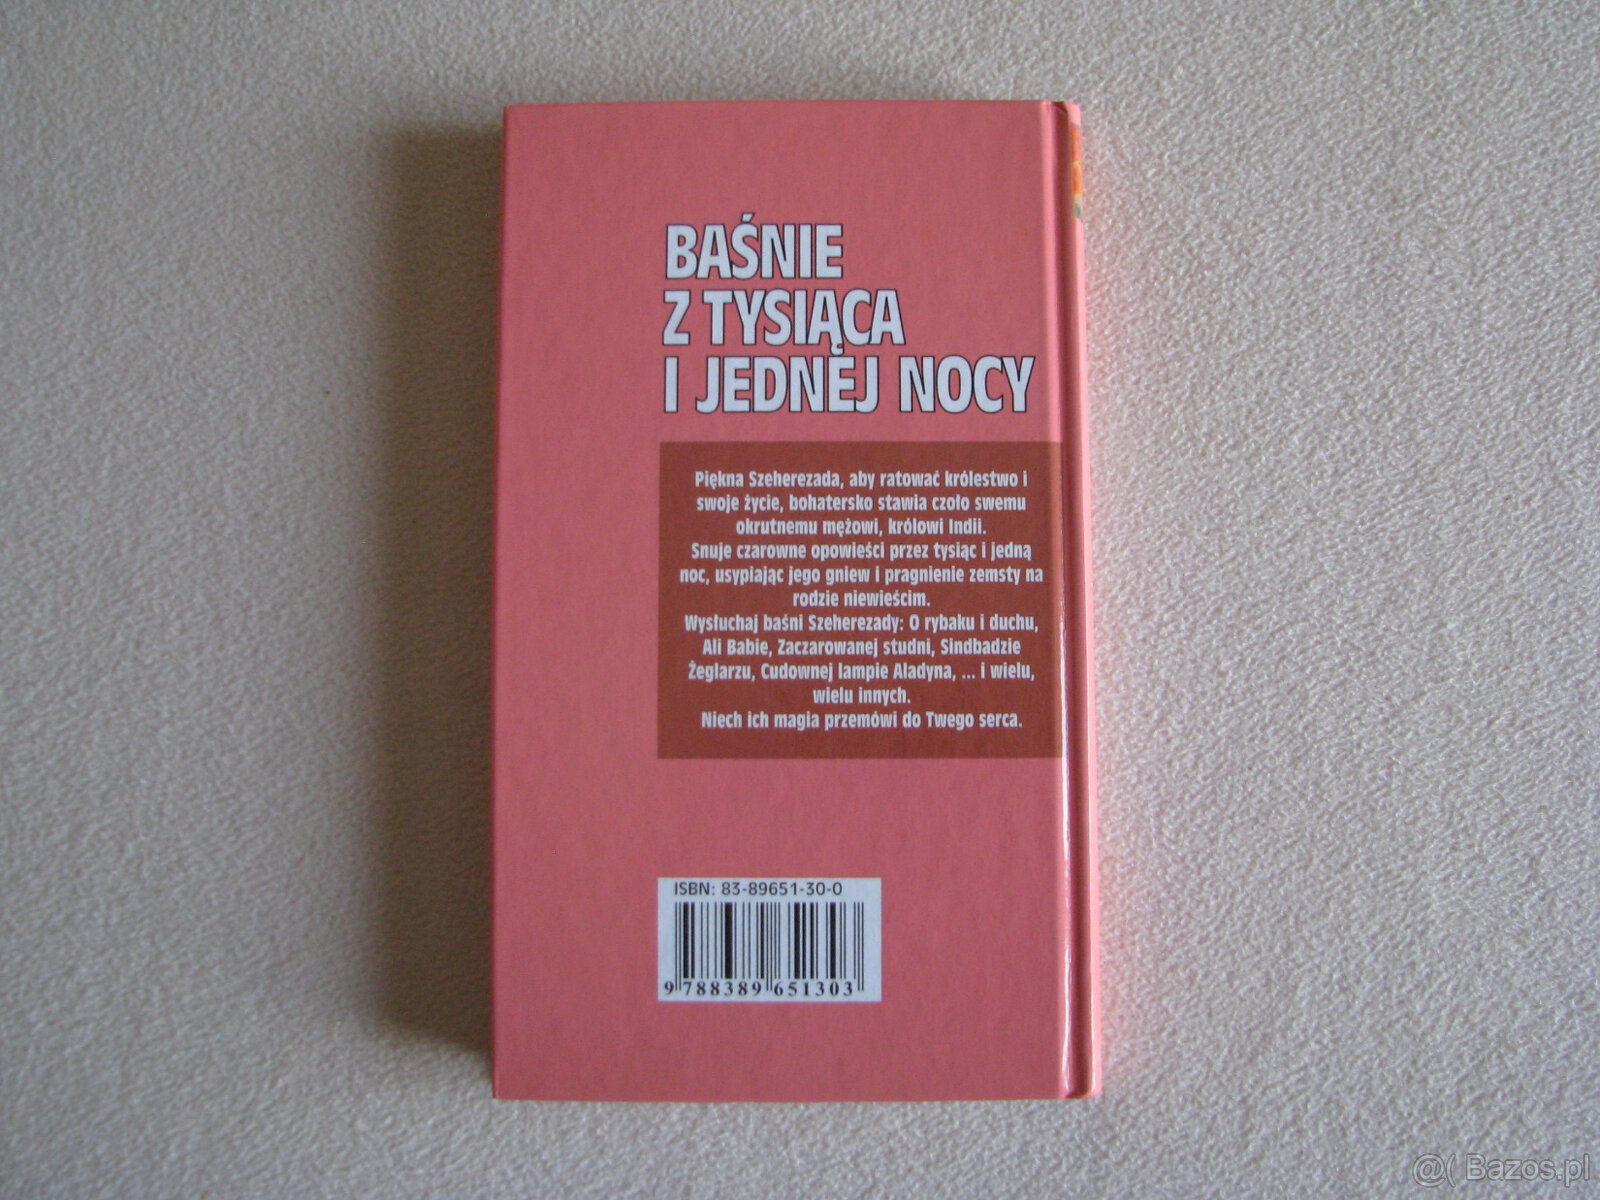 BAŚNIE
Z TYSIĄCA
I JEDNEJ NOCY
Piękna Szeherezada, aby ratować królestwo i
swoje życie, bohatersko stawia czoło swemu
okrutnemu mężowi, królowi Indii.
Snuje czarowne opowieści przez tysiąc i jedną
noc, usypiając jego gniew i pragnienie zemsty na
rodzie niewieścim.
Wysłuchaj baśni Szeherezady: O rybaku i duchu,
Ali Babie, Zaczarowanej studni, Sindbadzie
Żeglarzu, Cudownej lampie Aladyna, ... i wielu,
wielu innych.
Niech ich magia przemówi do Twego serca.
ISBN: 83-89651-30-0
9 788389 651303
@( Bazos.pl